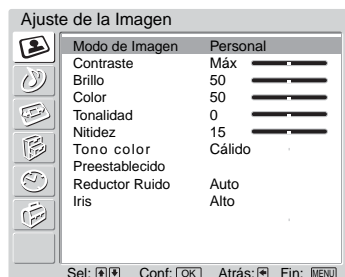 Ajuste de la Imagen
Modo de Imagen Personal
Contraste Máx
Brillo 50
Color 50
Tonalidad 0
Nitidez 15
Tono color Cálido
Preestablecido
Reductor Ruido Auto
Iris Alto
Sel: Conf: OK Atrás: Fin: MENU